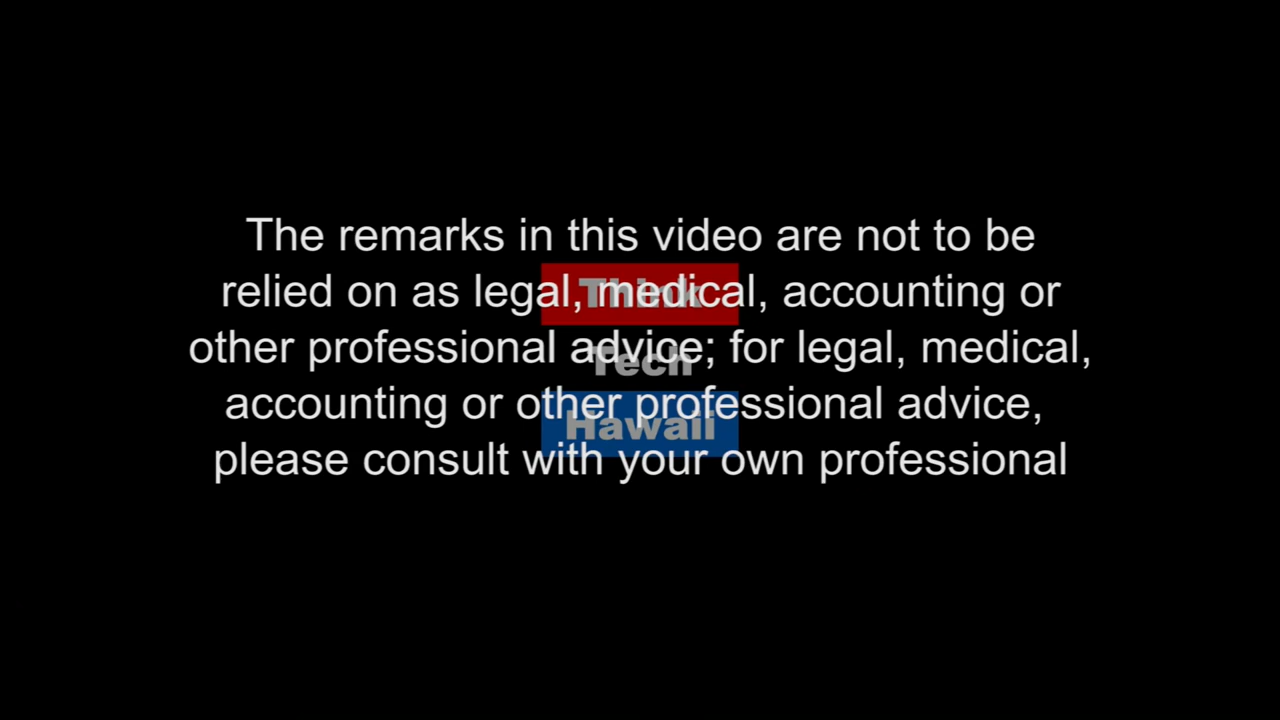 The remarks in this video are not to be
relied on as legal, medical, accounting or
other professional advice; for legal, medical,
accounting or other professional advice,
please consult with your own professional
Think
Tech
Hawaii